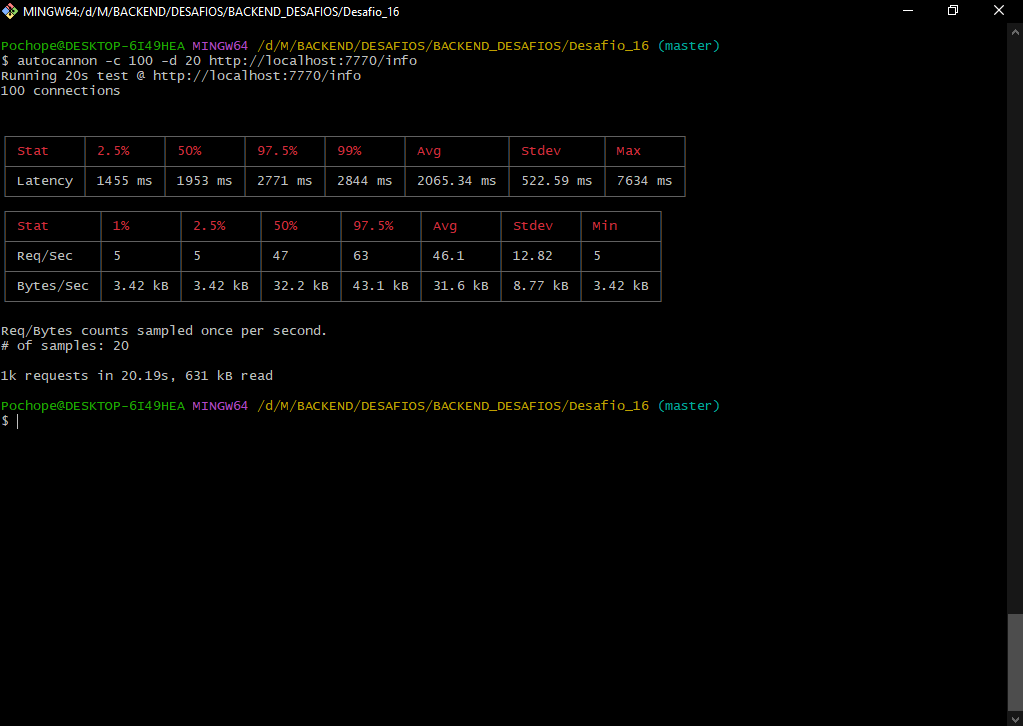 MINGW64:/d/M/BACKEND/DESAFIOS/BACKEND_DESAFIOS/Desafio_16
Pochope@DESKTOP-6I49HEA MINGW64 /d/M/BACKEND/DESAFIOS/BACKEND_DESAFIOS/Desafio_16 (master)
$ autocannon -c 100 -d 20 http://localhost:7770/info
Running 20s test @ http://localhost:7770/info
100 connections
Stat 2.5% 50% 97.5% 99% Avg Stdev Max
Latency 1455 ms 1953 ms 2771 ms 2844 ms 2065.34 ms 522.59 ms 7634 ms
Stat 1% 2.5% 50% 97.5% Avg Stdev Min
Req/Sec 5 5 47 63 46.1 12.82 5
Bytes/Sec 3.42 kB 3.42 kB 32.2 kB 43.1 kB 31.6 kB 8.77 kB 3.42 kB
Req/Bytes counts sampled once per second.
# of samples: 20
1k requests in 20.19s, 631 kB read
Pochope@DESKTOP-6I49HEA MINGW64 /d/M/BACKEND/DESAFIOS/BACKEND_DESAFIOS/Desafio_16 (master)
$